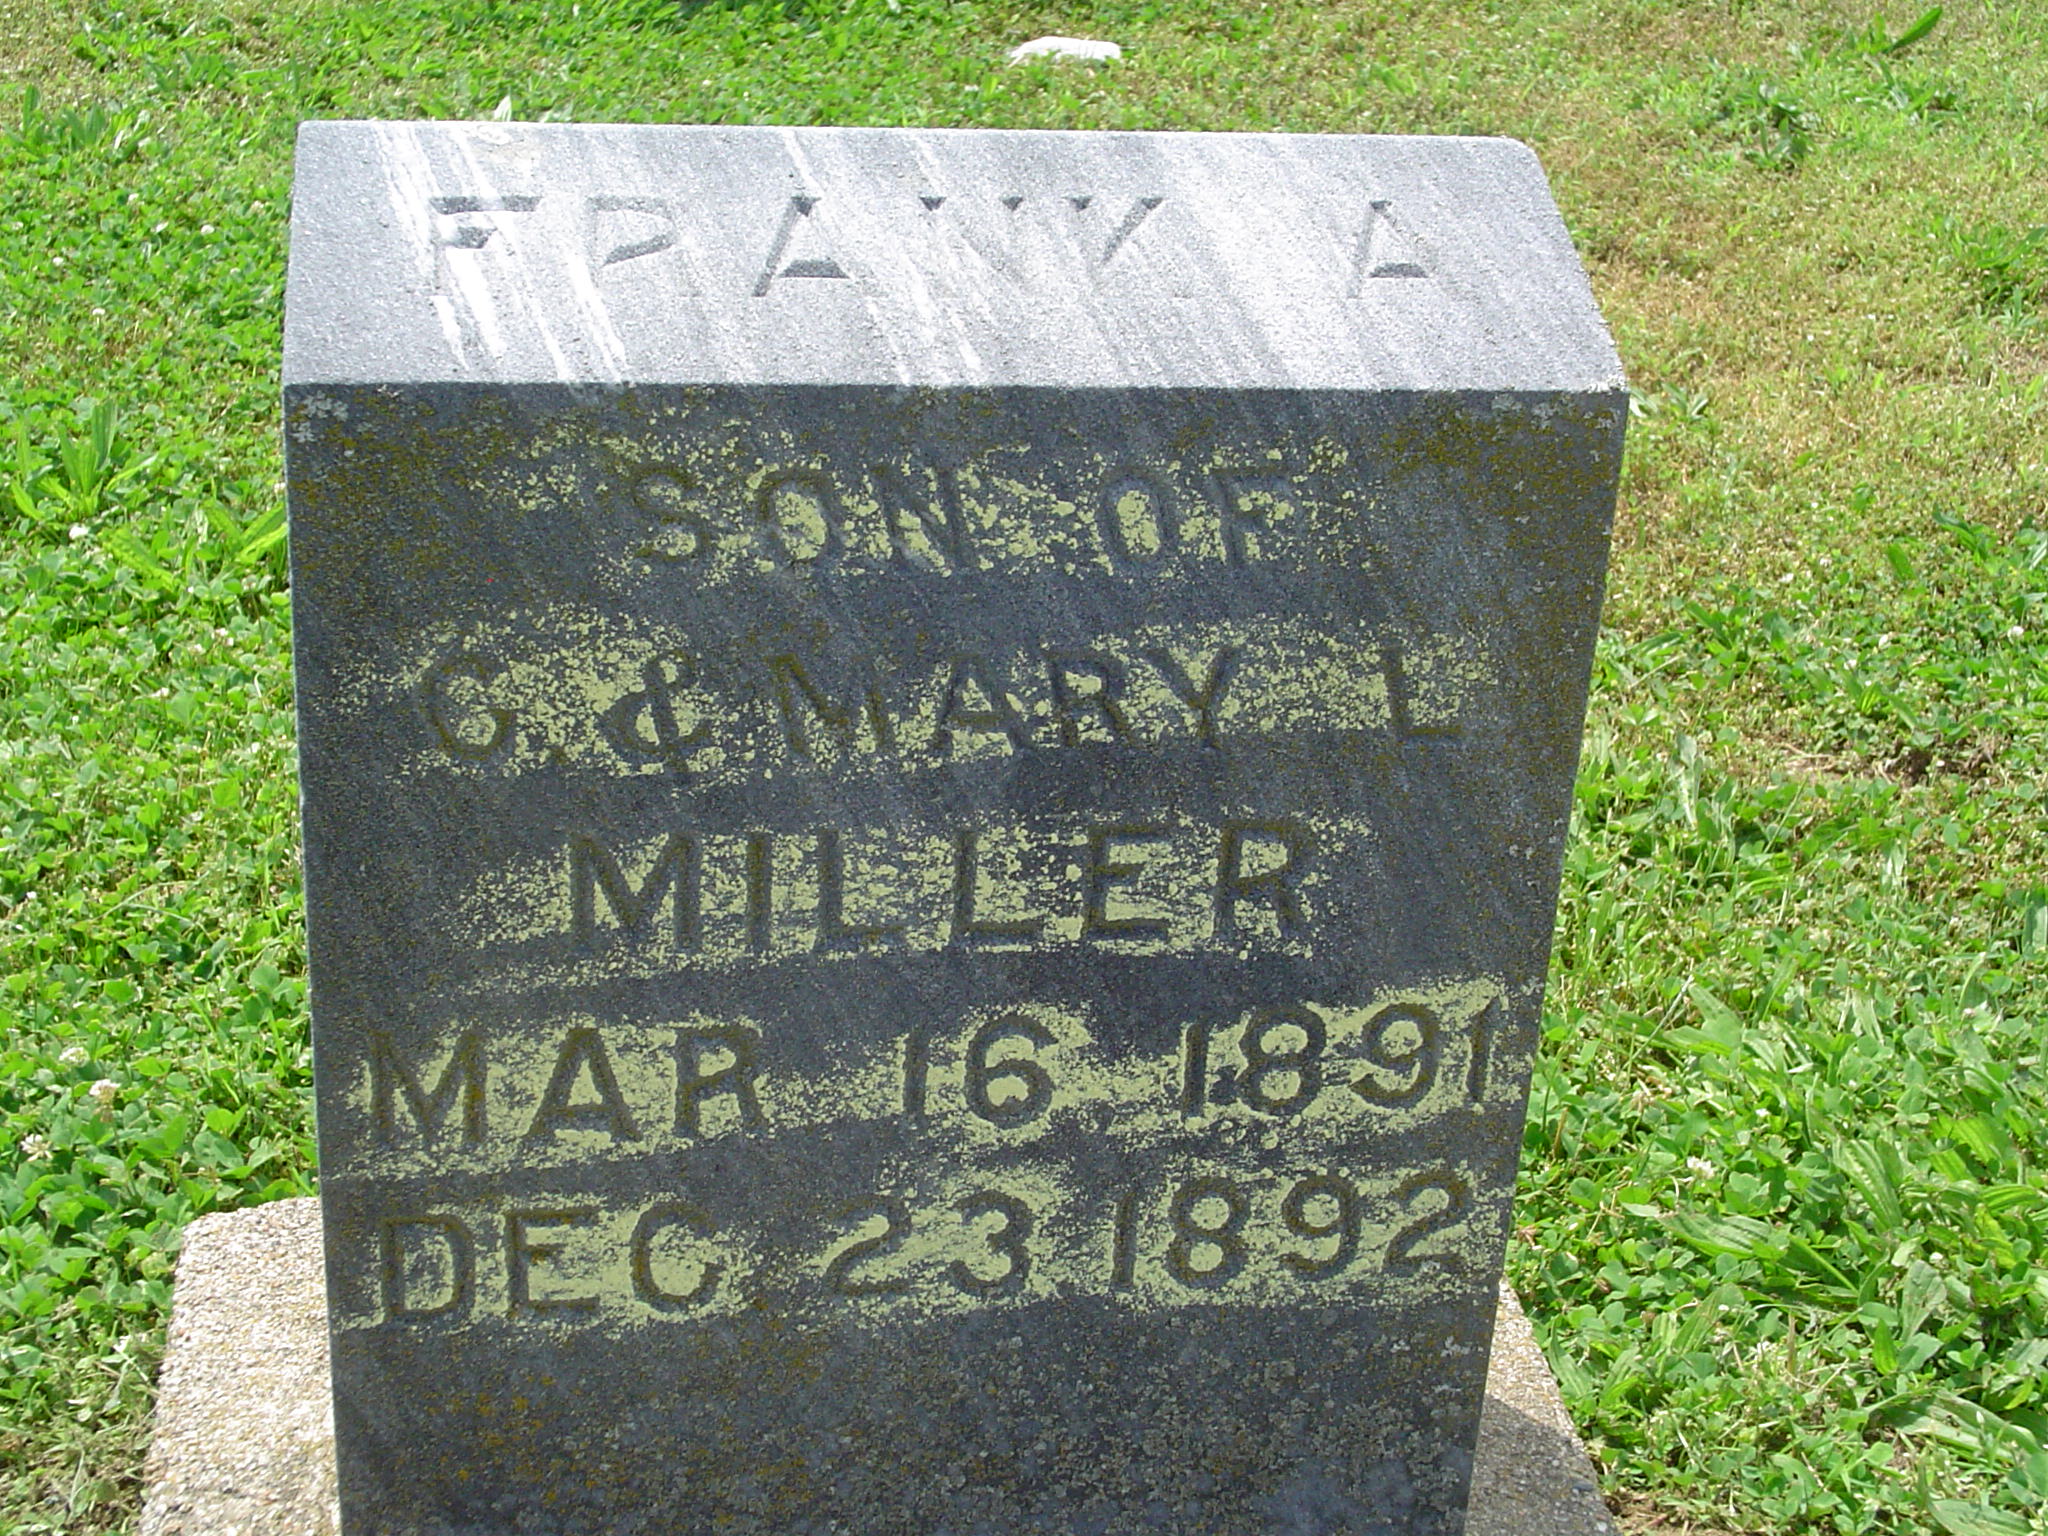 FRANK A
SON OF
G. & MARY L
MILLER
MAR 16 1891
DEC 23 1892